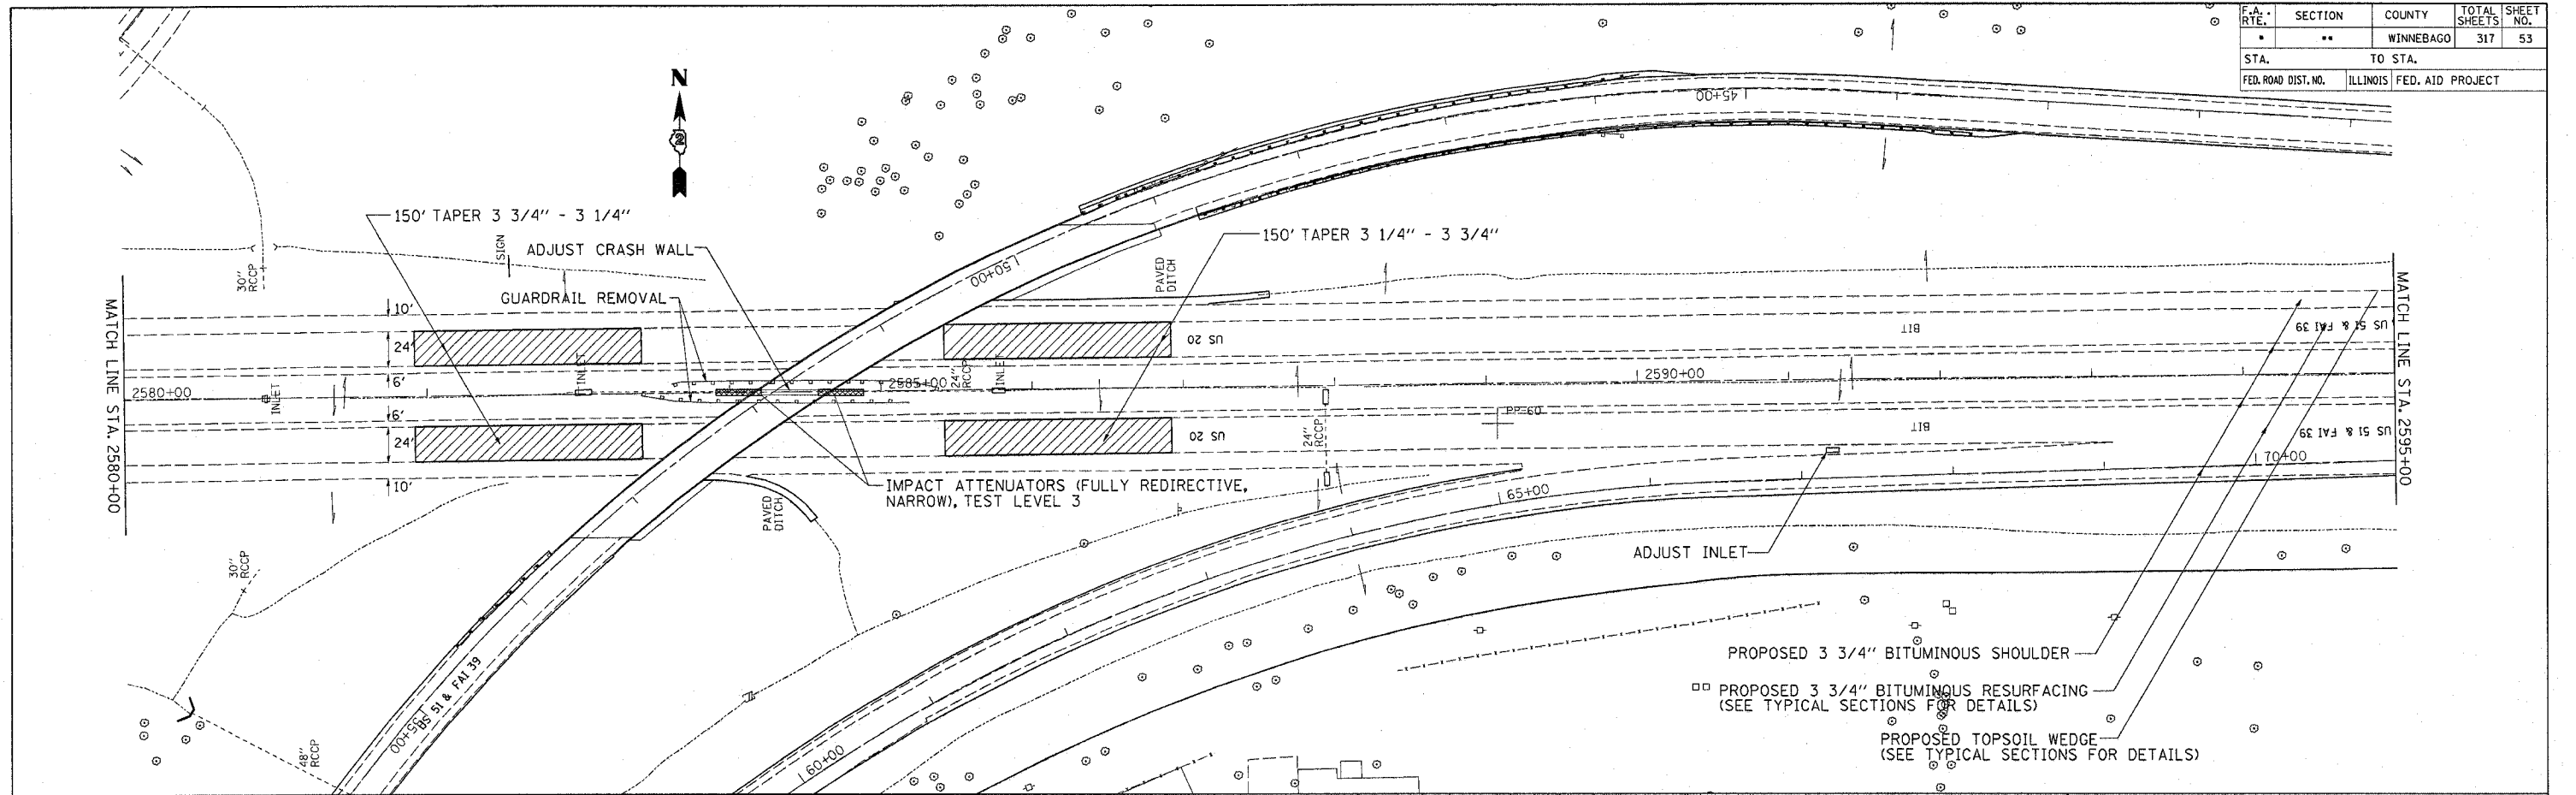 F.A. RTE. SECTION COUNTY TOTAL SHEETS SHEET NO.
* ** WINNEBAGO 317 53
STA. TO STA.
FED. ROAD DIST. NO. ILLINOIS FED. AID PROJECT
N
45+00
150' TAPER 3 3/4" - 3 1/4"
SIGN
ADJUST CRASH WALL
GUARDRAIL REMOVAL
150' TAPER 3 1/4" - 3 3/4"
50+00
PAVED DITCH
30" RCCP
MATCH LINE STA. 2580+00
10'
24'
6'
6'
24'
10'
2580+00
INLET
INLET
2585+00
24" RCCP
INLET
US 20
US 20
2590+00
BIT
BIT
US 51 & FAI 39
US 51 & FAI 39
MATCH LINE STA. 2595+00
PP-60
24" RCCP
IMPACT ATTENUATORS (FULLY REDIRECTIVE,
NARROW), TEST LEVEL 3
PAVED DITCH
65+00
70+00
ADJUST INLET
30" RCCP
48" RCCP
US 51 & FAI 39
55+00
60+00
PROPOSED 3 3/4" BITUMINOUS SHOULDER
PROPOSED 3 3/4" BITUMINOUS RESURFACING
(SEE TYPICAL SECTIONS FOR DETAILS)
PROPOSED TOPSOIL WEDGE
(SEE TYPICAL SECTIONS FOR DETAILS)